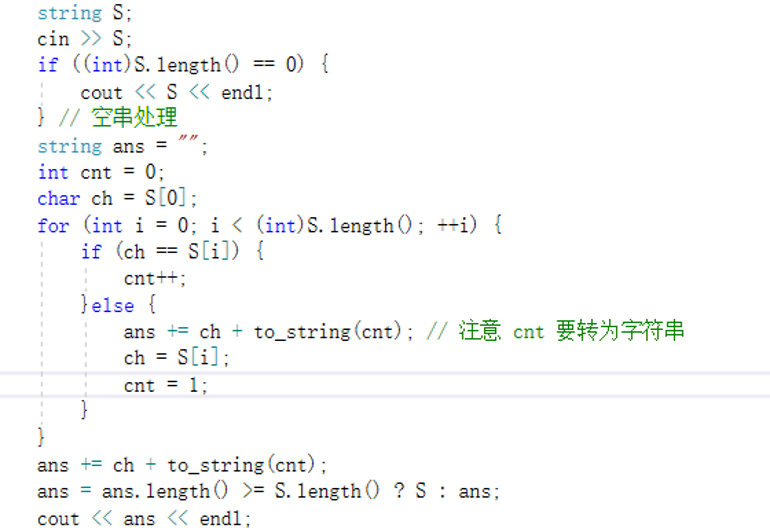 string S;
cin >> S;
if ((int)S.length() == 0) {
    cout << S << endl;
} // 空串处理
string ans = "";
int cnt = 0;
char ch = S[0];
for (int i = 0; i < (int)S.length(); ++i) {
    if (ch == S[i]) {
        cnt++;
    }else {
        ans += ch + to_string(cnt); // 注意 cnt 要转为字符串
        ch = S[i];
        cnt = 1;
    }
}
ans += ch + to_string(cnt);
ans = ans.length() >= S.length() ? S : ans;
cout << ans << endl;